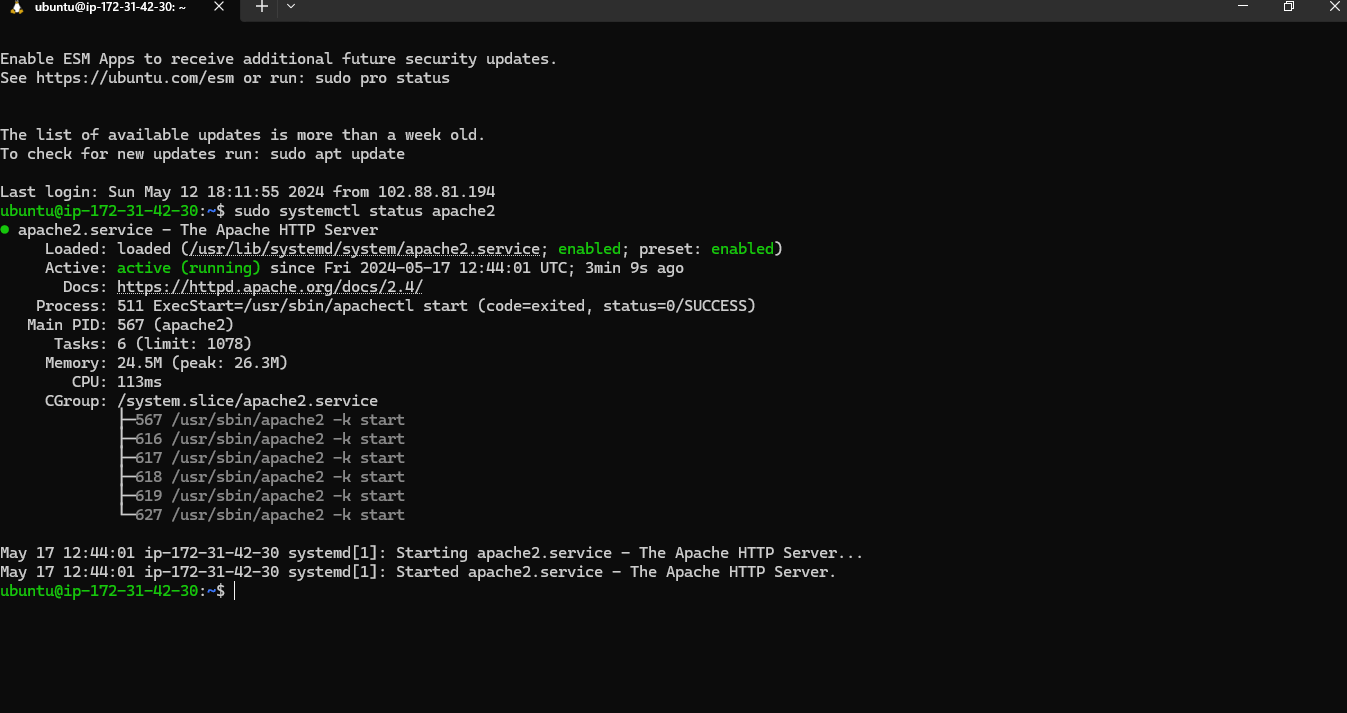 ubuntu@ip-172-31-42-30: ~
Enable ESM Apps to receive additional future security updates.
See https://ubuntu.com/esm or run: sudo pro status
The list of available updates is more than a week old.
To check for new updates run: sudo apt update
Last login: Sun May 12 18:11:55 2024 from 102.88.81.194
ubuntu@ip-172-31-42-30:~$ sudo systemctl status apache2
● apache2.service - The Apache HTTP Server
     Loaded: loaded (/usr/lib/systemd/system/apache2.service; enabled; preset: enabled)
     Active: active (running) since Fri 2024-05-17 12:44:01 UTC; 3min 9s ago
       Docs: https://httpd.apache.org/docs/2.4/
    Process: 511 ExecStart=/usr/sbin/apachectl start (code=exited, status=0/SUCCESS)
   Main PID: 567 (apache2)
      Tasks: 6 (limit: 1078)
     Memory: 24.5M (peak: 26.3M)
        CPU: 113ms
     CGroup: /system.slice/apache2.service
             ├─567 /usr/sbin/apache2 -k start
             ├─616 /usr/sbin/apache2 -k start
             ├─617 /usr/sbin/apache2 -k start
             ├─618 /usr/sbin/apache2 -k start
             ├─619 /usr/sbin/apache2 -k start
             └─627 /usr/sbin/apache2 -k start
May 17 12:44:01 ip-172-31-42-30 systemd[1]: Starting apache2.service - The Apache HTTP Server...
May 17 12:44:01 ip-172-31-42-30 systemd[1]: Started apache2.service - The Apache HTTP Server.
ubuntu@ip-172-31-42-30:~$